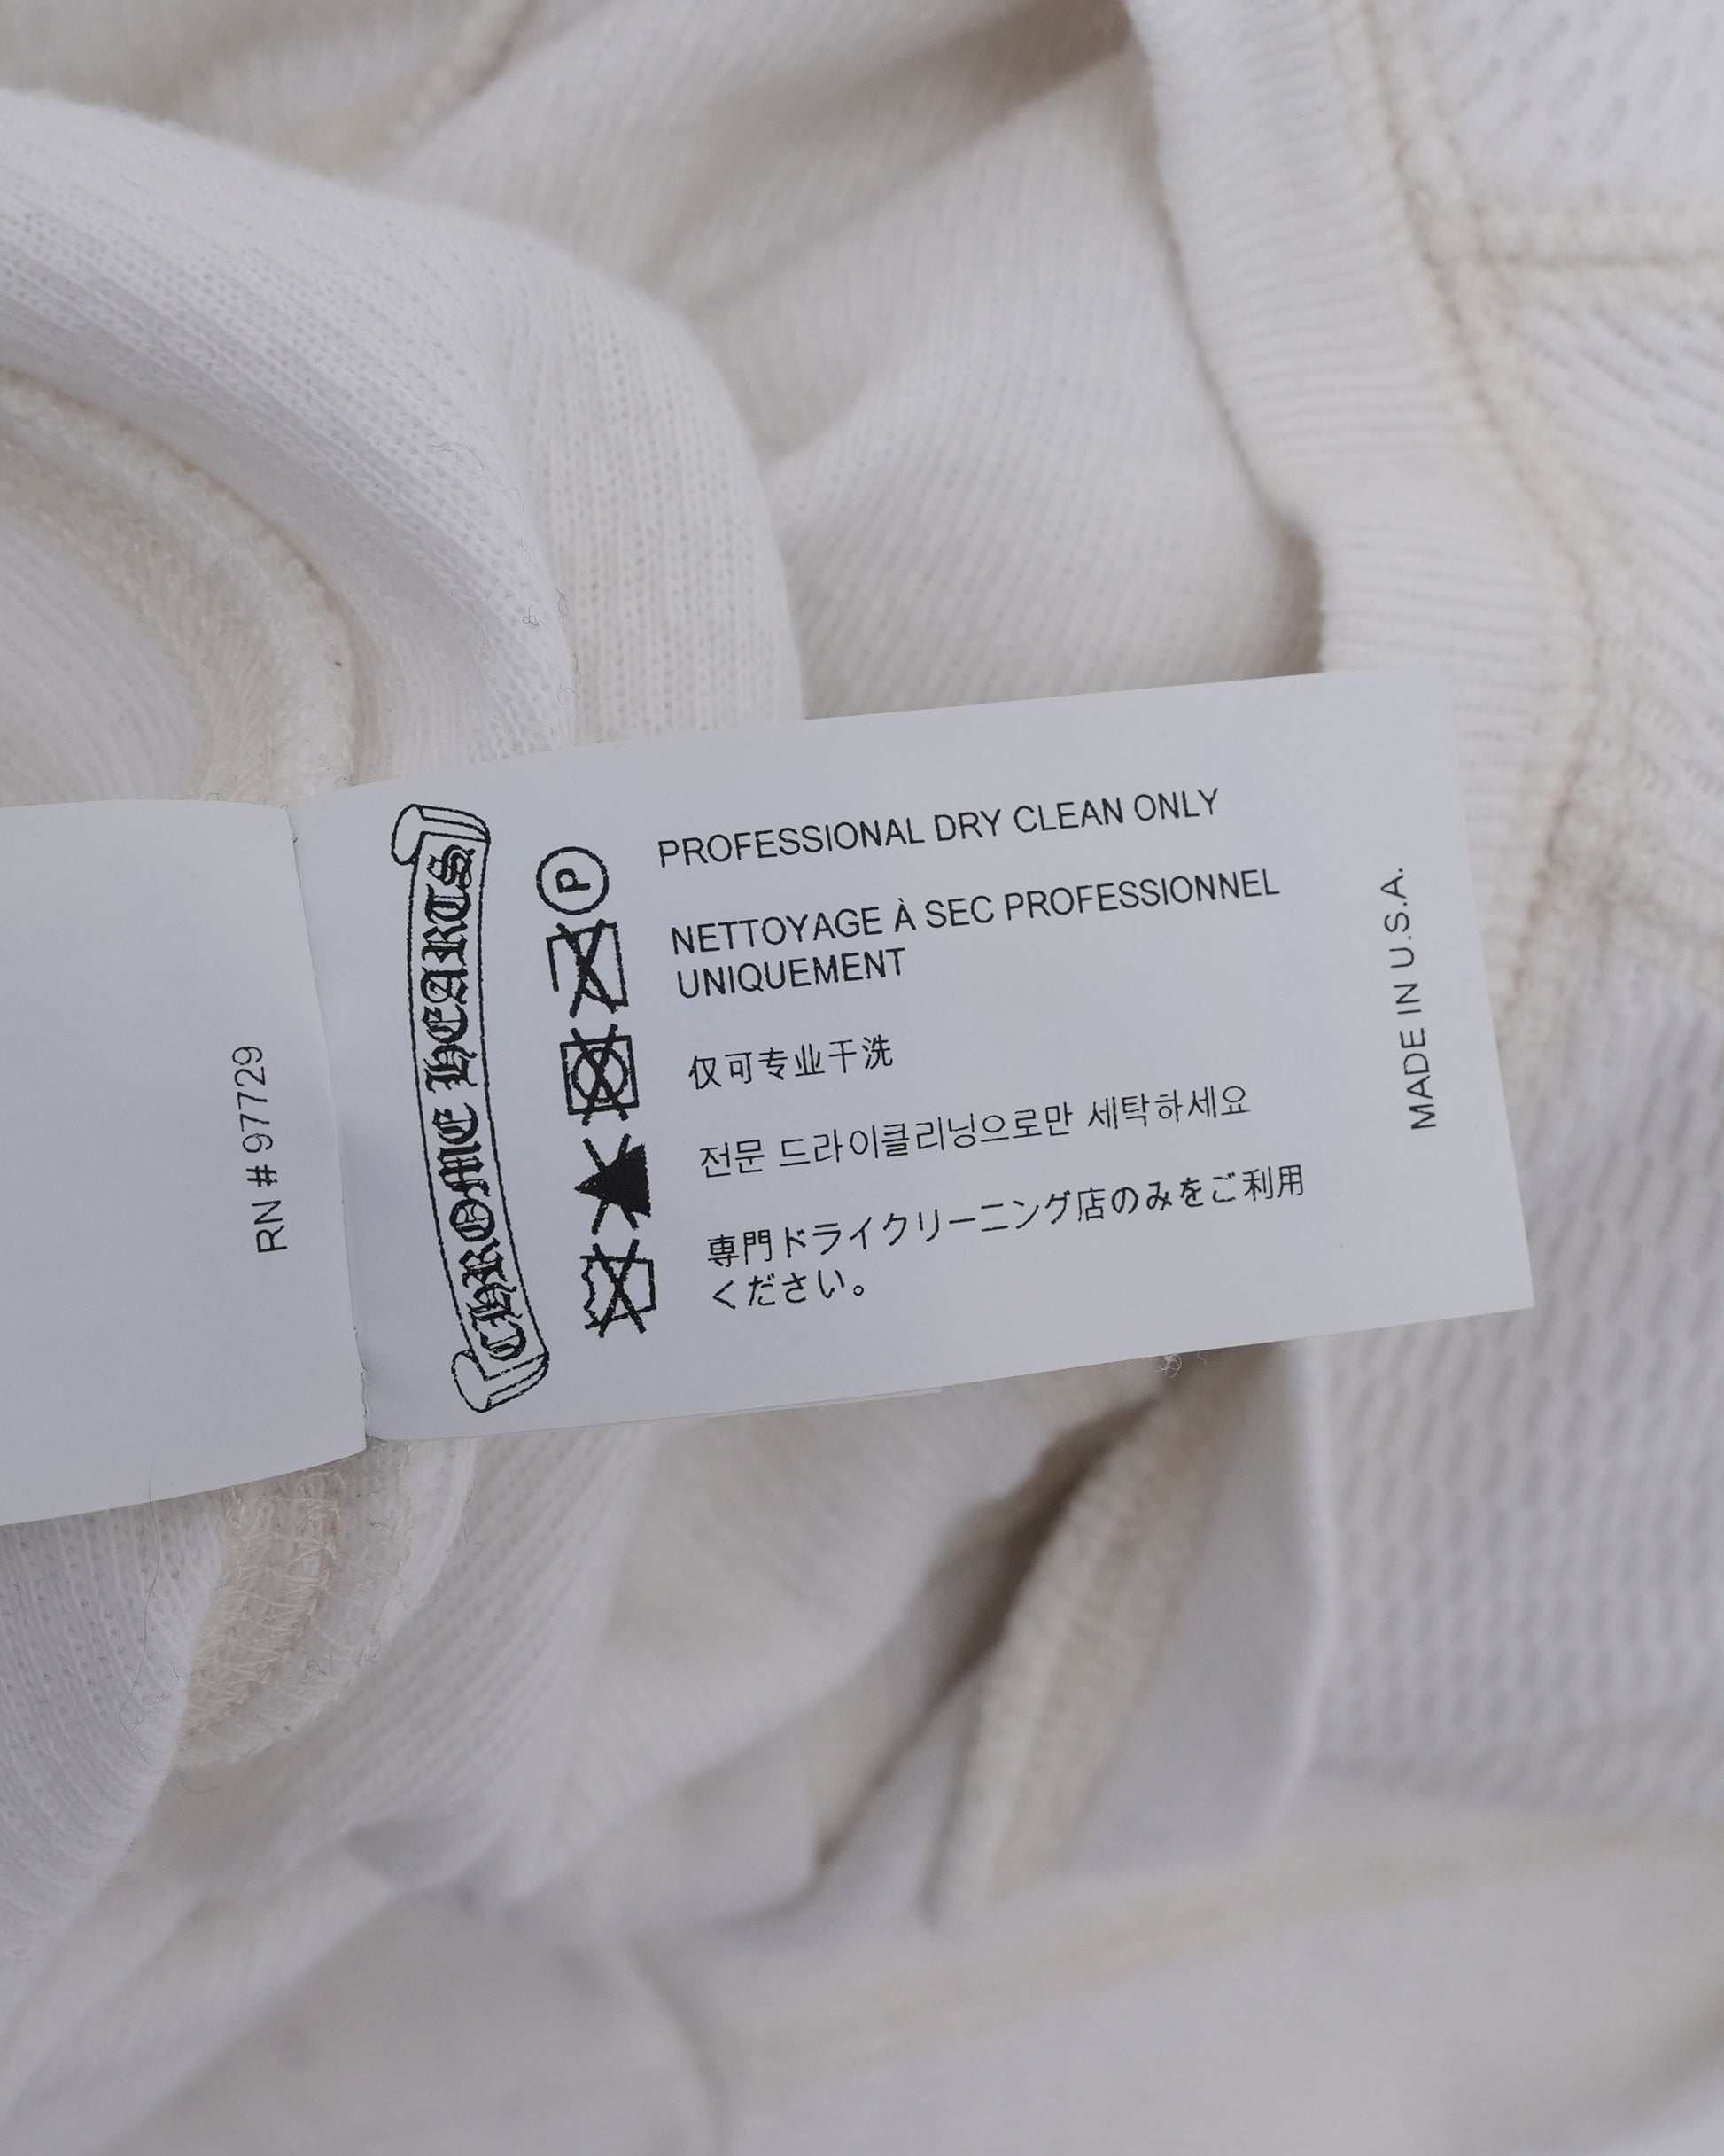 RN # 97729
CHROME HEARTS
P
PROFESSIONAL DRY CLEAN ONLY
NETTOYAGE À SEC PROFESSIONNEL
UNIQUEMENT
仅可专业干洗
전문 드라이클리닝으로만 세탁하세요
専門ドライクリーニング店のみをご利用
ください。
MADE IN U.S.A.